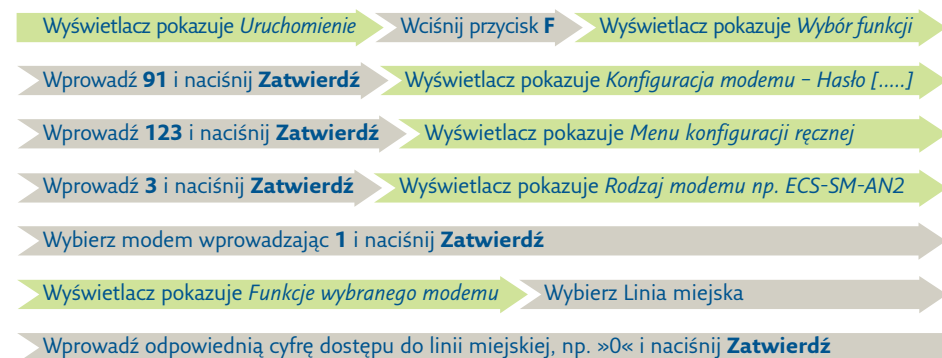 Wyświetlacz pokazuje Uruchomienie Wciśnij przycisk F Wyświetlacz pokazuje Wybór funkcji
Wprowadź 91 i naciśnij Zatwierdź Wyświetlacz pokazuje Konfiguracja modemu – Hasło [.....]
Wprowadź 123 i naciśnij Zatwierdź Wyświetlacz pokazuje Menu konfiguracji ręcznej
Wprowadź 3 i naciśnij Zatwierdź Wyświetlacz pokazuje Rodzaj modemu np. ECS-SM-AN2
Wybierz modem wprowadzając 1 i naciśnij Zatwierdź
Wyświetlacz pokazuje Funkcje wybranego modemu Wybierz Linia miejska
Wprowadź odpowiednią cyfrę dostępu do linii miejskiej, np. »0« i naciśnij Zatwierdź